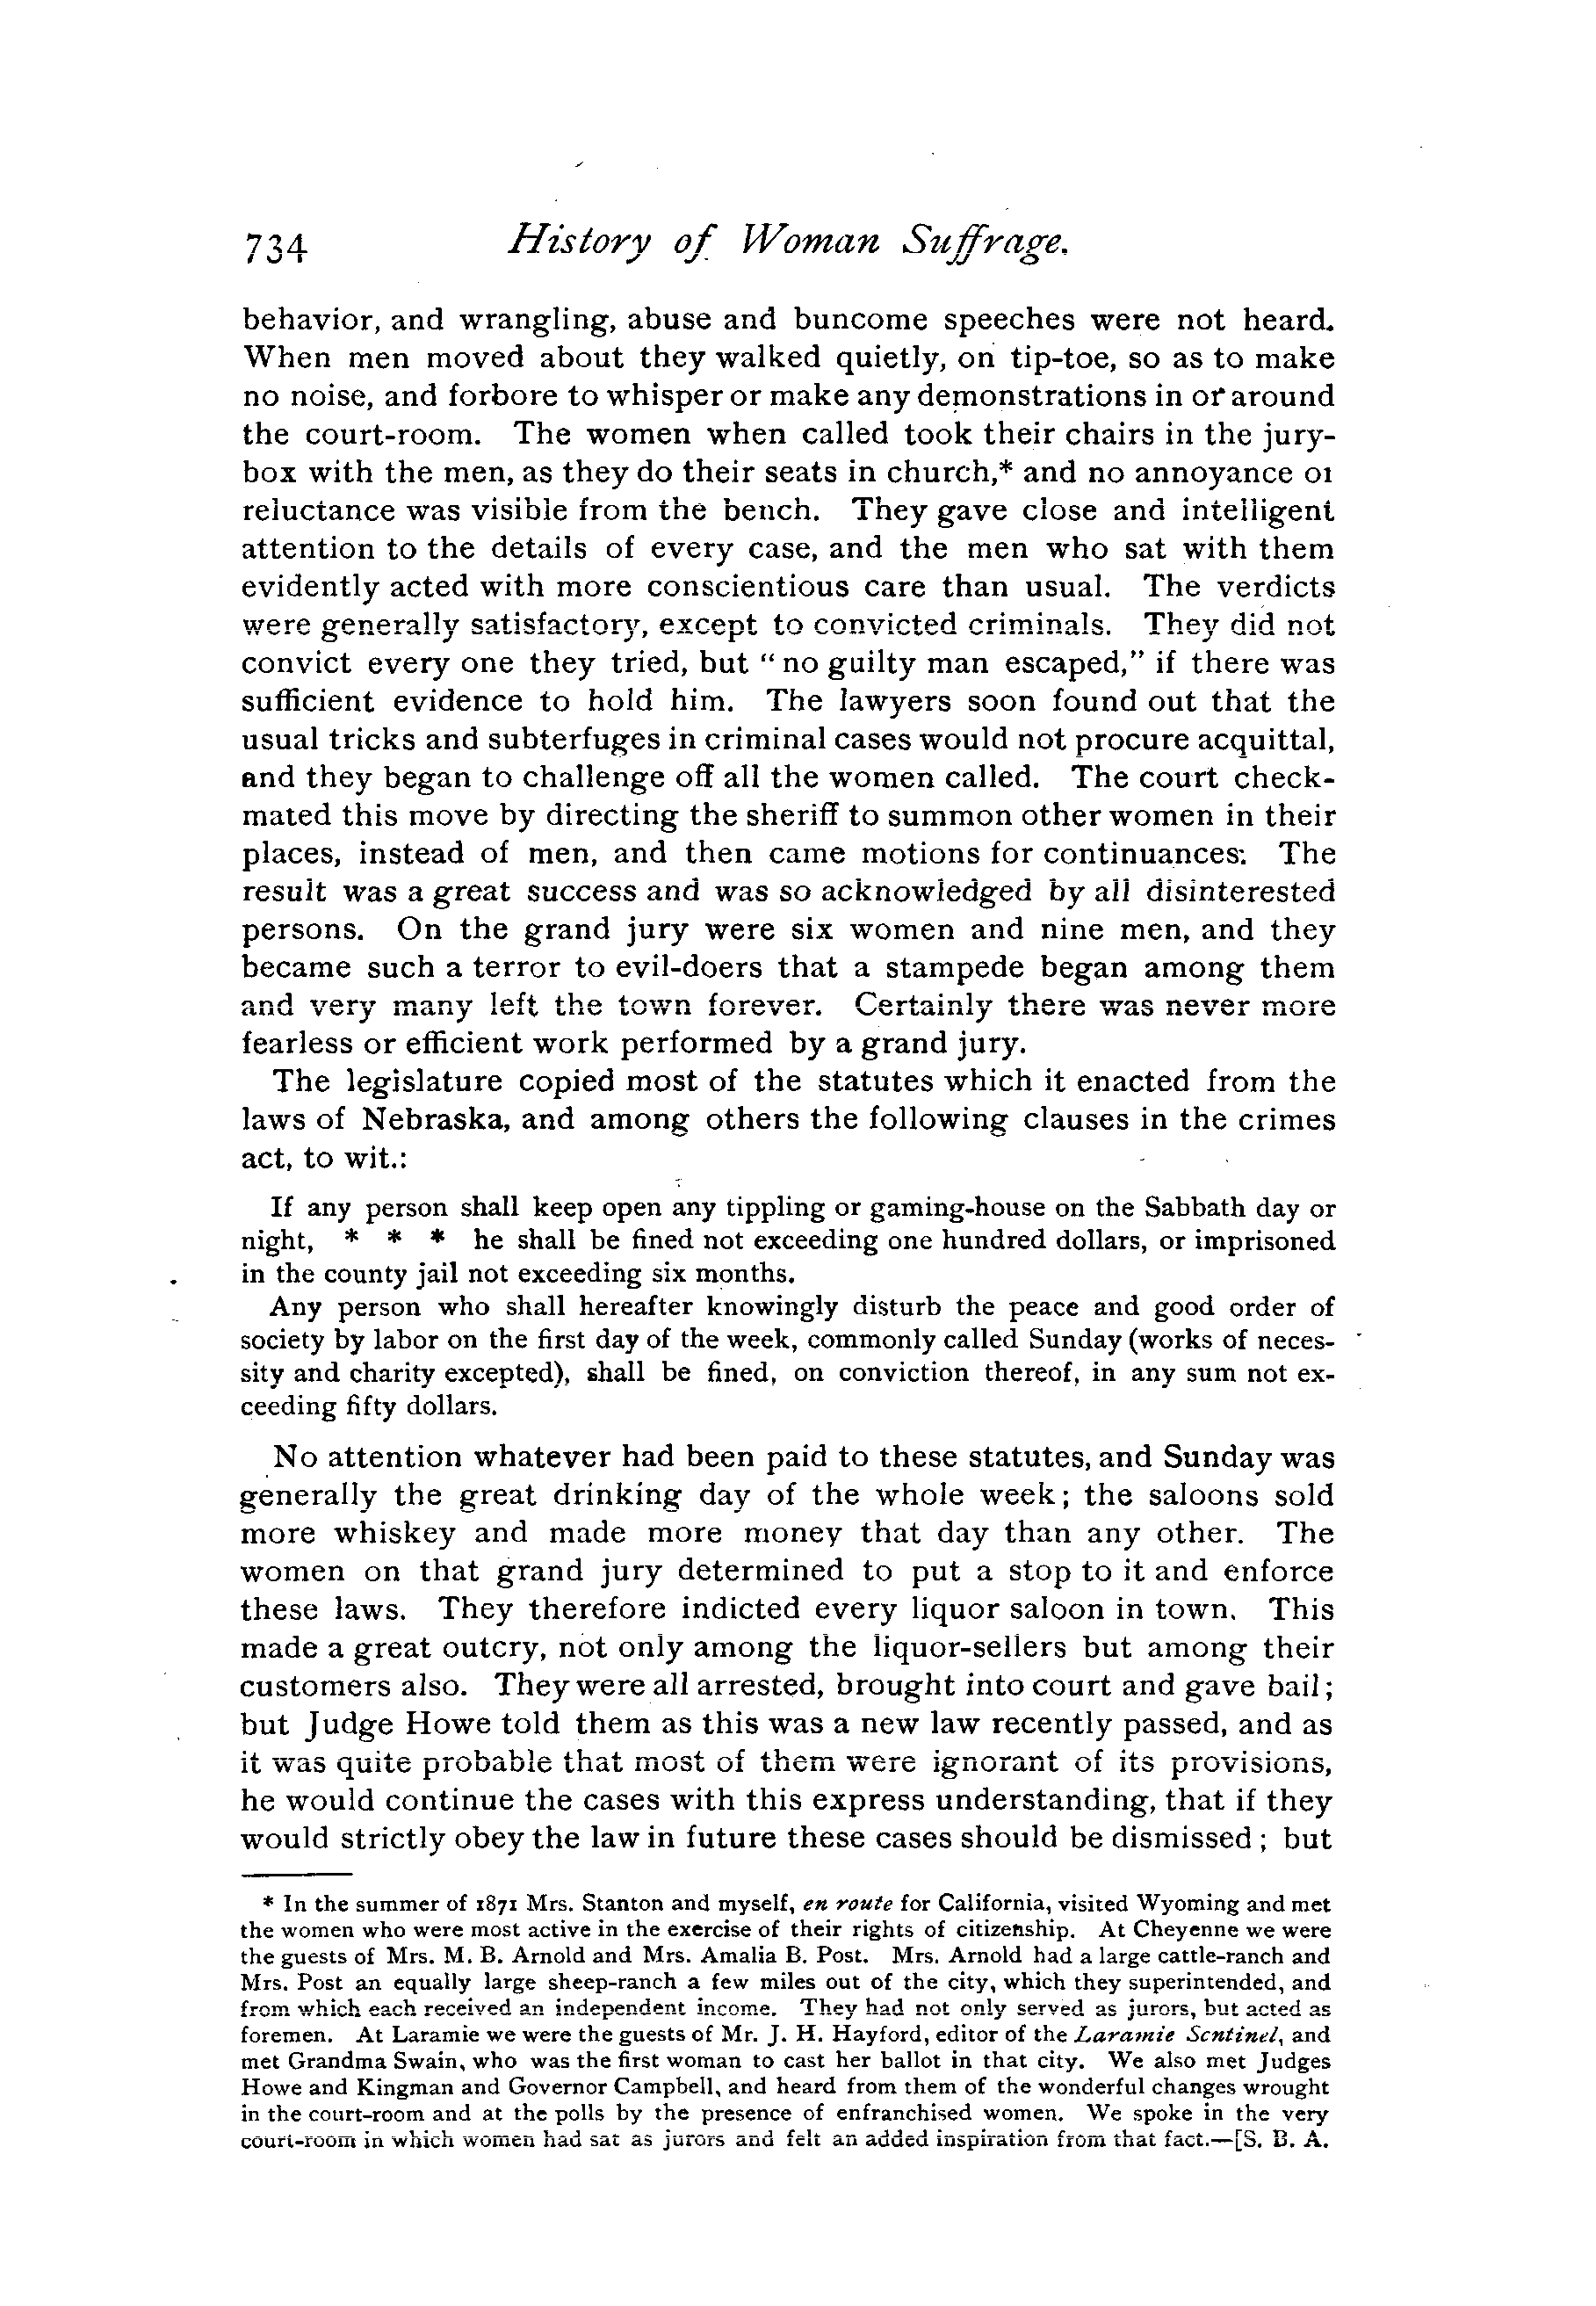 734 History of Woman Suffrage.
behavior, and wrangling, abuse and buncome speeches were not heard.
When men moved about they walked quietly, on tip-toe, so as to make
no noise, and forbore to whisper or make any demonstrations in or around
the court-room. The women when called took their chairs in the jury-
box with the men, as they do their seats in church,* and no annoyance or
reluctance was visible from the bench. They gave close and intelligent
attention to the details of every case, and the men who sat with them
evidently acted with more conscientious care than usual. The verdicts
were generally satisfactory, except to convicted criminals. They did not
convict every one they tried, but " no guilty man escaped," if there was
sufficient evidence to hold him. The lawyers soon found out that the
usual tricks and subterfuges in criminal cases would not procure acquittal,
and they began to challenge off all the women called. The court check-
mated this move by directing the sheriff to summon other women in their
places, instead of men, and then came motions for continuances. The
result was a great success and was so acknowledged by all disinterested
persons. On the grand jury were six women and nine men, and they
became such a terror to evil-doers that a stampede began among them
and very many left the town forever. Certainly there was never more
fearless or efficient work performed by a grand jury.
The legislature copied most of the statutes which it enacted from the
laws of Nebraska, and among others the following clauses in the crimes
act, to wit.:
If any person shall keep open any tippling or gaming-house on the Sabbath day or
night, * * * he shall be fined not exceeding one hundred dollars, or imprisoned
in the county jail not exceeding six months.
Any person who shall hereafter knowingly disturb the peace and good order of
society by labor on the first day of the week, commonly called Sunday (works of neces-
sity and charity excepted), shall be fined, on conviction thereof, in any sum not ex-
ceeding fifty dollars.
No attention whatever had been paid to these statutes, and Sunday was
generally the great drinking day of the whole week; the saloons sold
more whiskey and made more money that day than any other. The
women on that grand jury determined to put a stop to it and enforce
these laws. They therefore indicted every liquor saloon in town. This
made a great outcry, not only among the liquor-sellers but among their
customers also. They were all arrested, brought into court and gave bail;
but Judge Howe told them as this was a new law recently passed, and as
it was quite probable that most of them were ignorant of its provisions,
he would continue the cases with this express understanding, that if they
would strictly obey the law in future these cases should be dismissed ; but
* In the summer of 1871 Mrs. Stanton and myself, en route for California, visited Wyoming and met
the women who were most active in the exercise of their rights of citizenship. At Cheyenne we were
the guests of Mrs. M. B. Arnold and Mrs. Amalia B. Post. Mrs. Arnold had a large cattle-ranch and
Mrs. Post an equally large sheep-ranch a few miles out of the city, which they superintended, and
from which each received an independent income. They had not only served as jurors, but acted as
foremen. At Laramie we were the guests of Mr. J. H. Hayford, editor of the Laramie Sentinel, and
met Grandma Swain, who was the first woman to cast her ballot in that city. We also met Judges
Howe and Kingman and Governor Campbell, and heard from them of the wonderful changes wrought
in the court-room and at the polls by the presence of enfranchised women. We spoke in the very
court-room in which women had sat as jurors and felt an added inspiration from that fact.—[S. B. A.